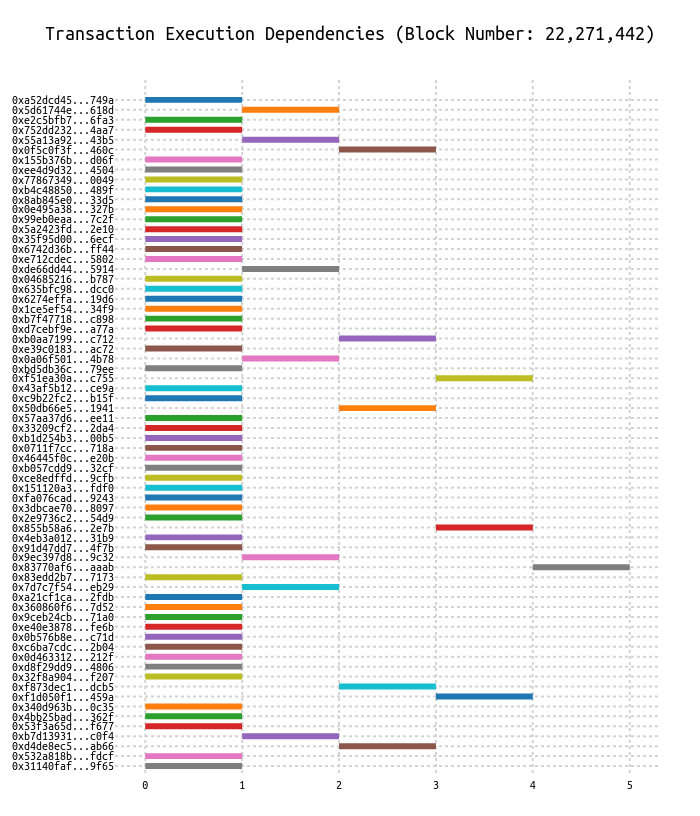 Transaction Execution Dependencies (Block Number: 22,271,442)
0xa52dcd45...749a
0x5d61744e...618d
0xe2c5bfb7...6fa3
0x752dd232...4aa7
0x55a13a92...43b5
0x0f5c0f3f...460c
0x155b376b...d06f
0xee4d9d32...4504
0x77867349...0049
0xb4c48850...489f
0x8ab845e0...33d5
0x0e495a38...327b
0x99eb0eaa...7c2f
0x5a2423fd...2e10
0x35f95d00...6ecf
0x6742d36b...ff44
0xe712cdec...5802
0xde66dd44...5914
0x04685216...b787
0x635bfc98...dcc0
0x6274effa...19d6
0x1ce5ef54...34f9
0xb7f47718...c898
0xd7cebf9e...a77a
0xb0aa7199...c712
0xe39c0183...ac72
0x0a06f501...4b78
0xbd5db36c...79ee
0xf51ea30a...c755
0x43af5b12...ce9a
0xc9b22fc2...b15f
0x50db66e5...1941
0x57aa37d6...ee11
0x33209cf2...2da4
0xb1d254b3...00b5
0x0711f7cc...718a
0x46445f0c...e20b
0xb057cdd9...32cf
0xce8edffd...9cfb
0x151120a3...fdf0
0xfa076cad...9243
0x3dbcae70...8097
0x2e9736c2...54d9
0x855b58a6...2e7b
0x4eb3a012...31b9
0x91d47dd7...4f7b
0x9ec397d8...9c32
0x83770af6...aaab
0x83edd2b7...7173
0x7d7c7f54...eb29
0xa21cf1ca...2fdb
0x360860f6...7d52
0x9ceb24cb...71a0
0xe40e3878...fe6b
0x0b576b8e...c71d
0xc6ba7cdc...2b04
0x0d463312...212f
0xd8f29dd9...4806
0x32f8a904...f207
0xf873dec1...dcb5
0xf1d050f1...459a
0x340d963b...0c35
0x4bb25bad...362f
0x53f3a65d...f677
0xb7d13931...c0f4
0xd4de8ec5...ab66
0x532a818b...fdcf
0x31140faf...9f65
0 1 2 3 4 5